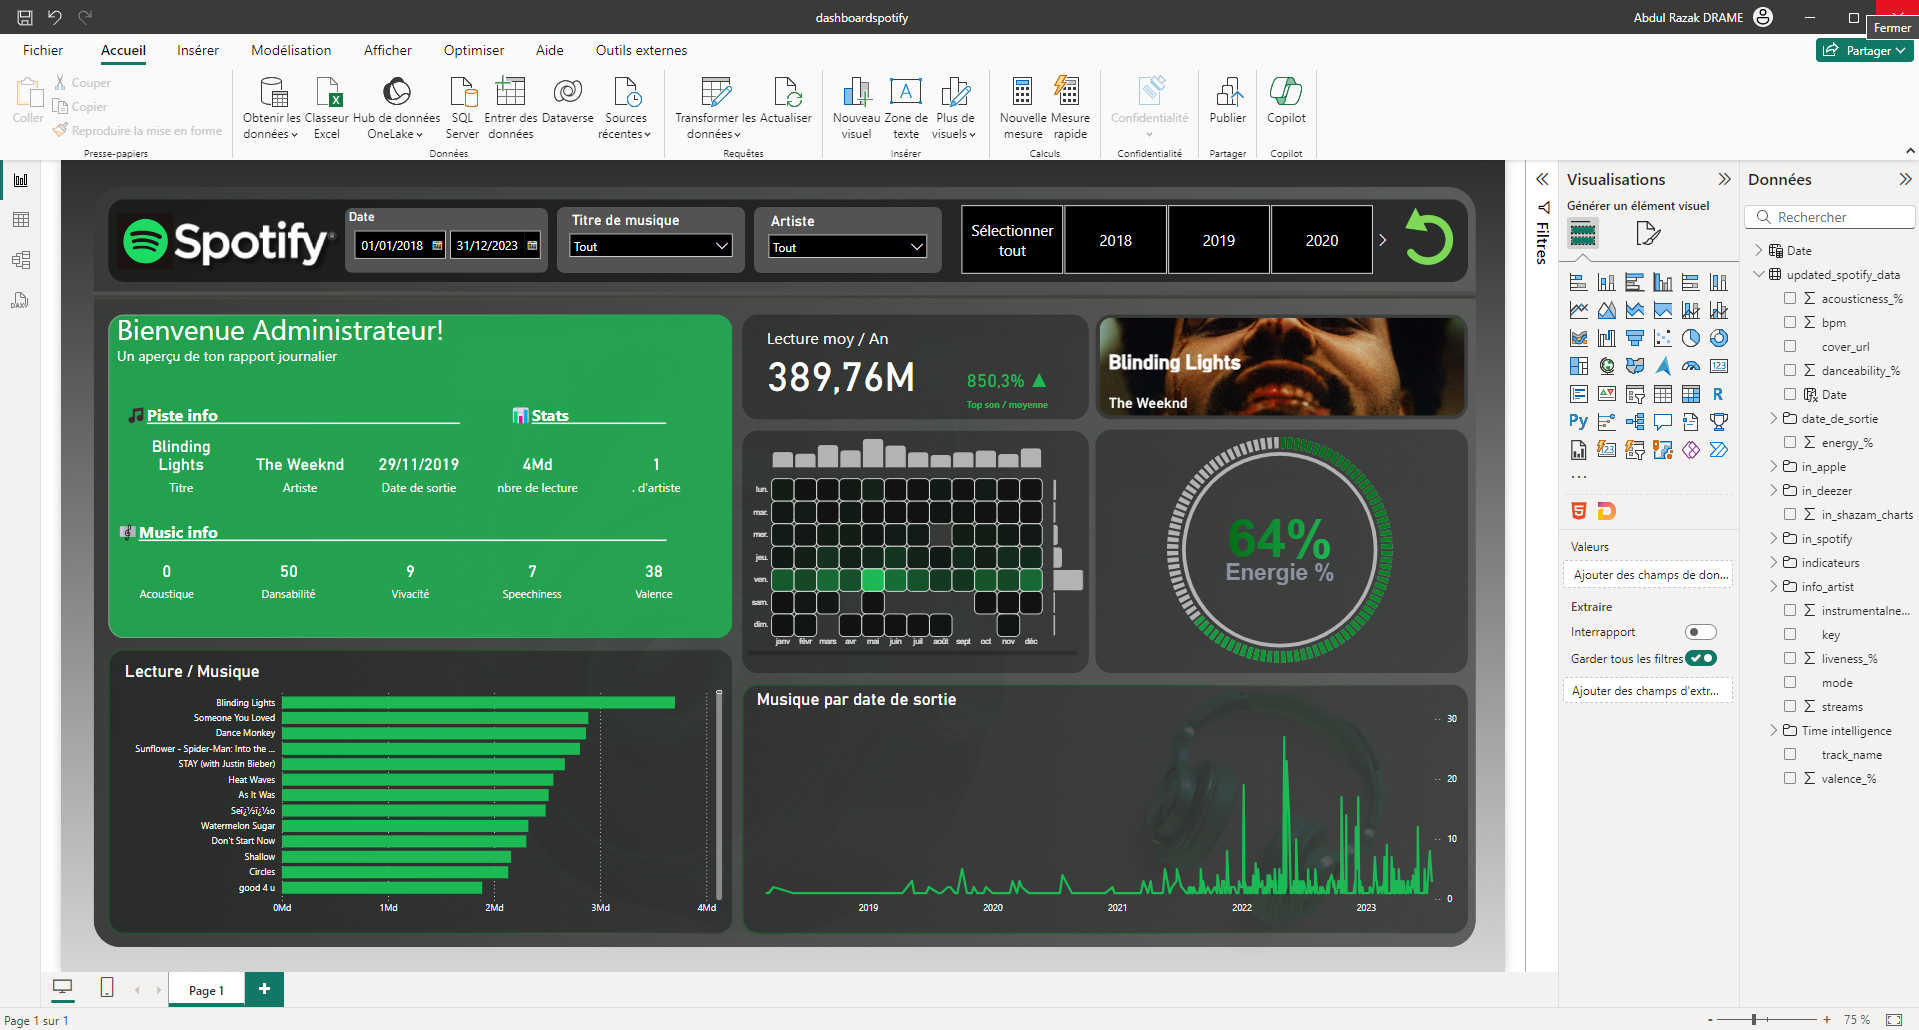 dashboardspotify
Abdul Razak DRAME
Fermer
Fichier
Accueil
Insérer
Modélisation
Afficher
Optimiser
Aide
Outils externes
Partager
Coller
Couper
Copier
Reproduire la mise en forme
Presse-papiers
Obtenir les données
Classeur Excel
Hub de données OneLake
SQL Server
Entrer des données
Dataverse
Sources récentes
Données
Transformer les données
Actualiser
Requêtes
Nouveau visuel
Zone de texte
Plus de visuels
Insérer
Nouvelle mesure
Mesure rapide
Calculs
Confidentialité
Confidentialité
Publier
Partager
Copilot
Copilot
Spotify
Date
01/01/2018
31/12/2023
Titre de musique
Tout
Artiste
Tout
Sélectionner tout
2018
2019
2020
Bienvenue Administrateur!
Un aperçu de ton rapport journalier
Piste info
Stats
Blinding Lights
Titre
The Weeknd
Artiste
29/11/2019
Date de sortie
4Md
nbre de lecture
1
. d'artiste
Music info
0
Acoustique
50
Dansabilité
9
Vivacité
7
Speechiness
38
Valence
Lecture moy / An
389,76M
850,3%
Top son / moyenne
Blinding Lights
The Weeknd
lun.
mar.
mer.
jeu.
ven.
sam.
dim.
janv févr mars avr mai juin juil août sept oct nov déc
64%
Energie %
Lecture / Musique
Blinding Lights
Someone You Loved
Dance Monkey
Sunflower - Spider-Man: Into the ...
STAY (with Justin Bieber)
Heat Waves
As It Was
Seï¿½ï¿½o
Watermelon Sugar
Don't Start Now
Shallow
Circles
good 4 u
0Md 1Md 2Md 3Md 4Md
Musique par date de sortie
30
20
10
0
2019 2020 2021 2022 2023
Filtres
Visualisations
Générer un élément visuel
R
Py
123
...
Valeurs
Ajouter des champs de don...
Extraire
Interrapport
Garder tous les filtres
Ajouter des champs d'extr...
Données
Rechercher
Date
updated_spotify_data
acousticness_%
bpm
cover_url
danceability_%
Date
date_de_sortie
energy_%
in_apple
in_deezer
in_shazam_charts
in_spotify
indicateurs
info_artist
instrumentalne...
key
liveness_%
mode
streams
Time intelligence
track_name
valence_%
Page 1
Page 1 sur 1
75 %